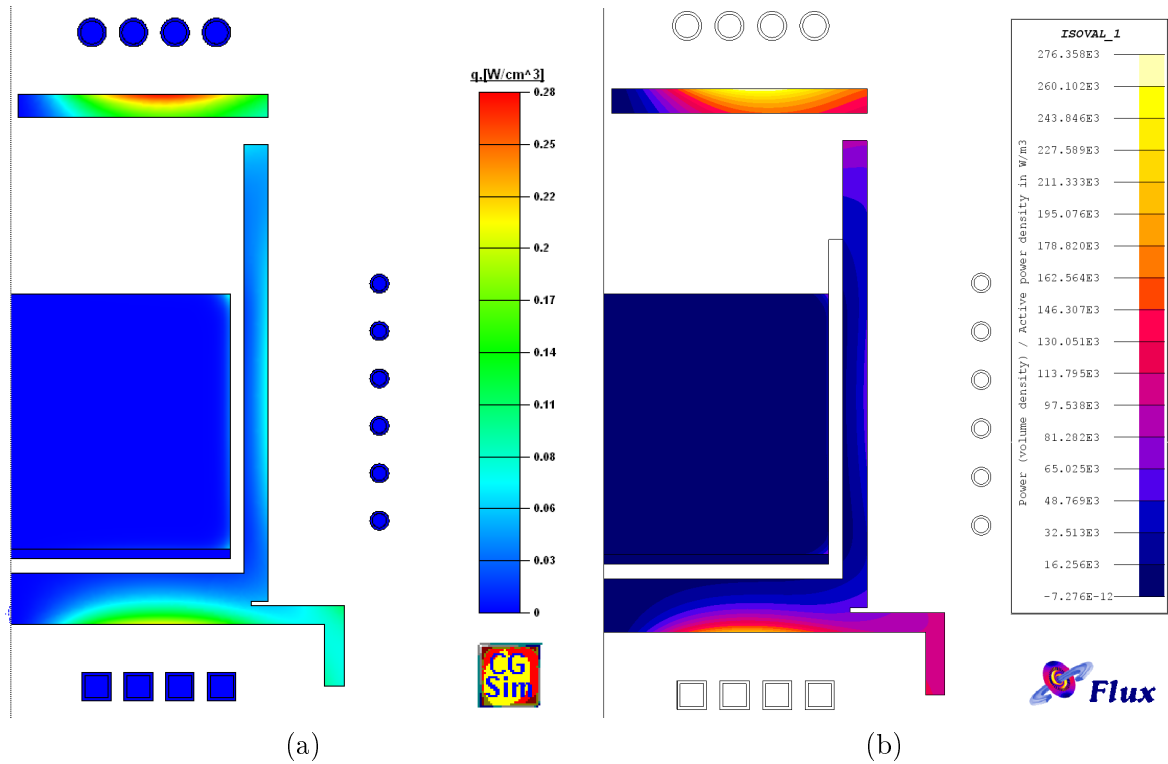 q,[W/cm^3]
0.28
0.25
0.22
0.2
0.17
0.14
0.11
0.08
0.06
0.03
0
CG
Sim
(a)
ISOVAL_1
276.358E3
260.102E3
243.846E3
227.589E3
211.333E3
195.076E3
178.820E3
162.564E3
146.307E3
130.051E3
113.795E3
97.538E3
81.282E3
65.025E3
48.769E3
32.513E3
16.256E3
-7.276E-12
Power (volume density) / Active power density in W/m3
Flux
(b)